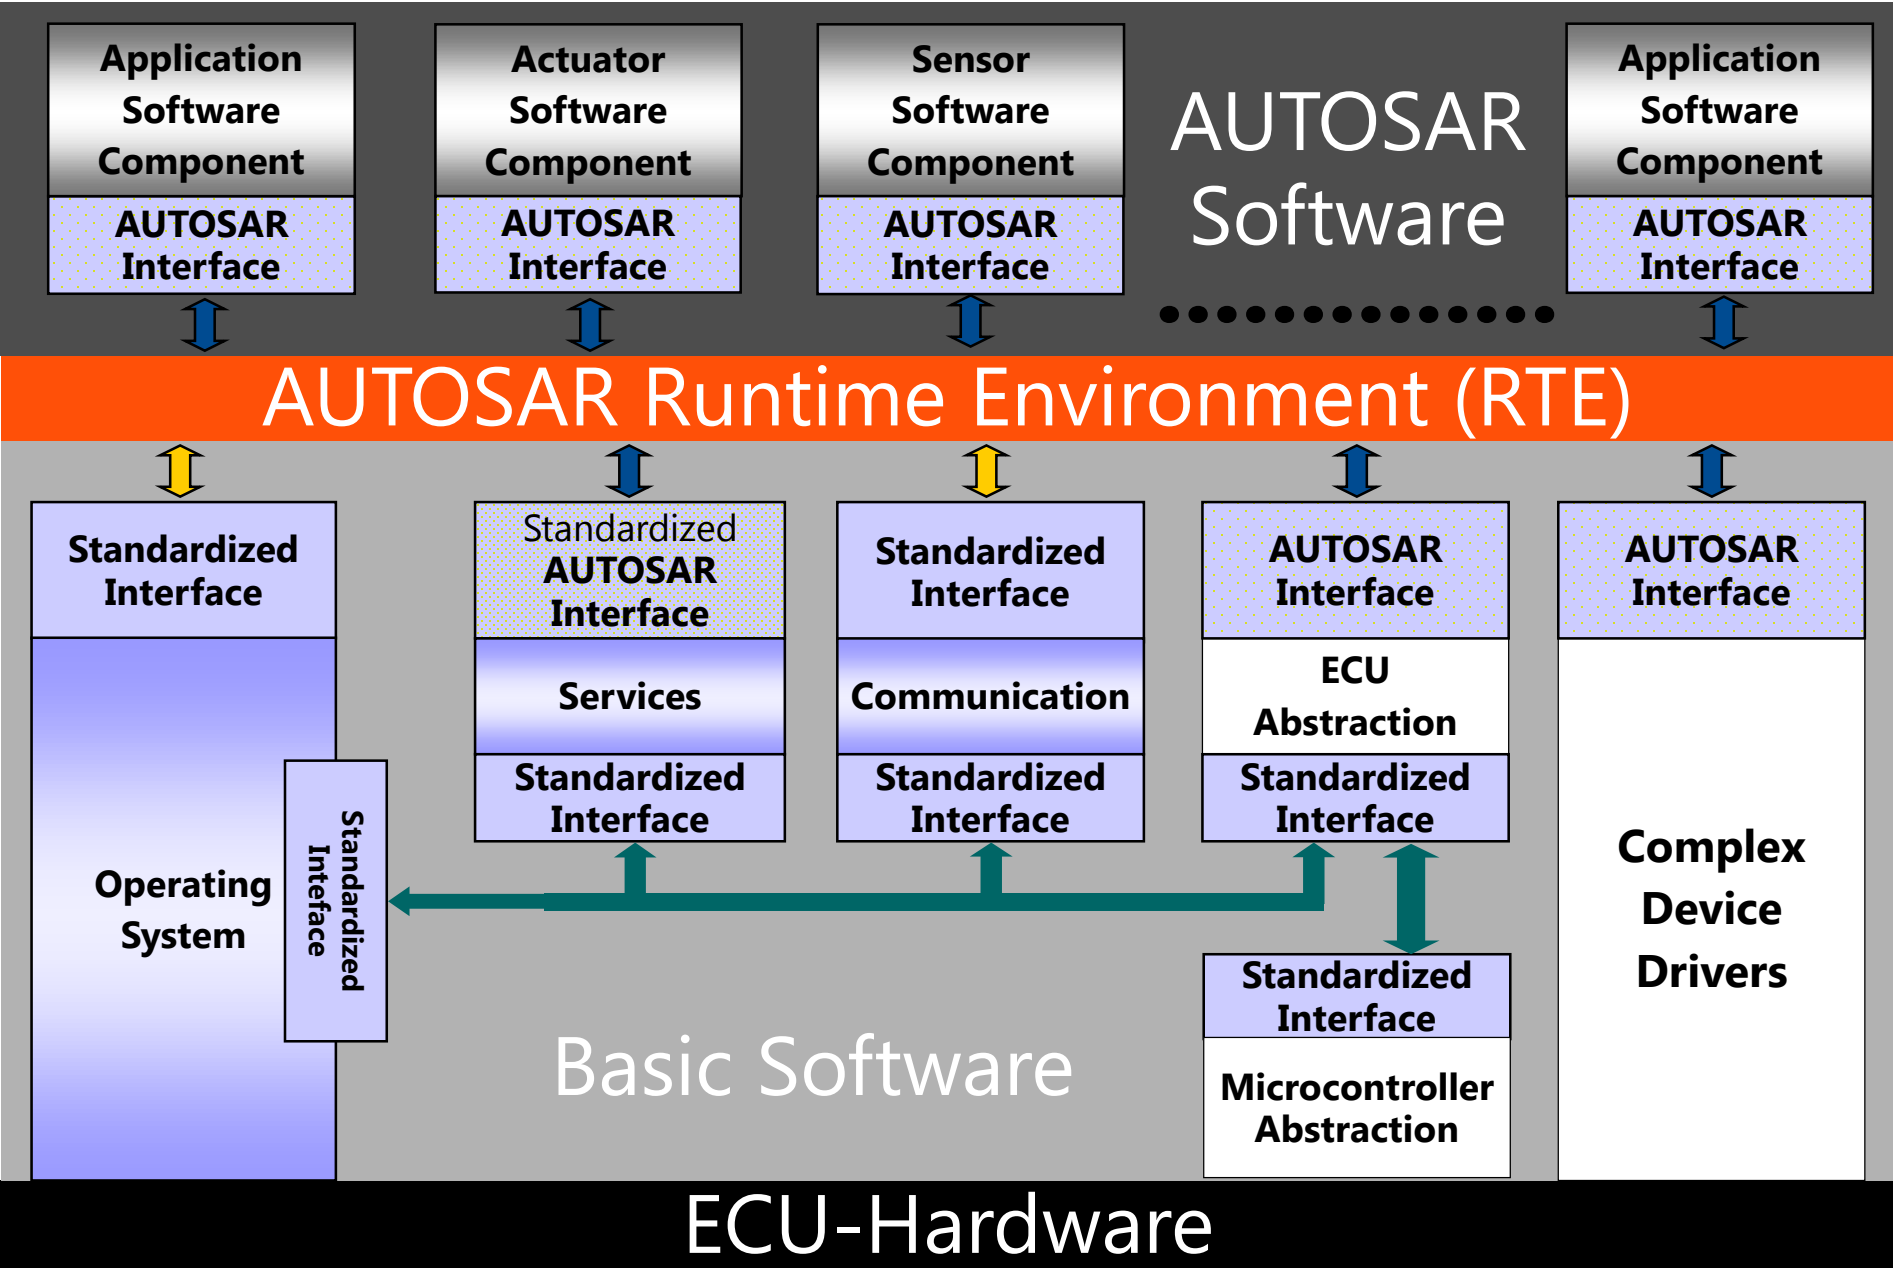 Application
Software
Component
AUTOSAR
Interface
Actuator
Software
Component
AUTOSAR
Interface
Sensor
Software
Component
AUTOSAR
Interface
AUTOSAR
Software
Application
Software
Component
AUTOSAR
Interface
AUTOSAR Runtime Environment (RTE)
Standardized
Interface
Operating
System
Standardized
Inteface
Standardized
AUTOSAR
Interface
Services
Standardized
Interface
Standardized
Interface
Communication
Standardized
Interface
AUTOSAR
Interface
ECU
Abstraction
Standardized
Interface
Standardized
Interface
Microcontroller
Abstraction
AUTOSAR
Interface
Complex
Device
Drivers
Basic Software
ECU-Hardware